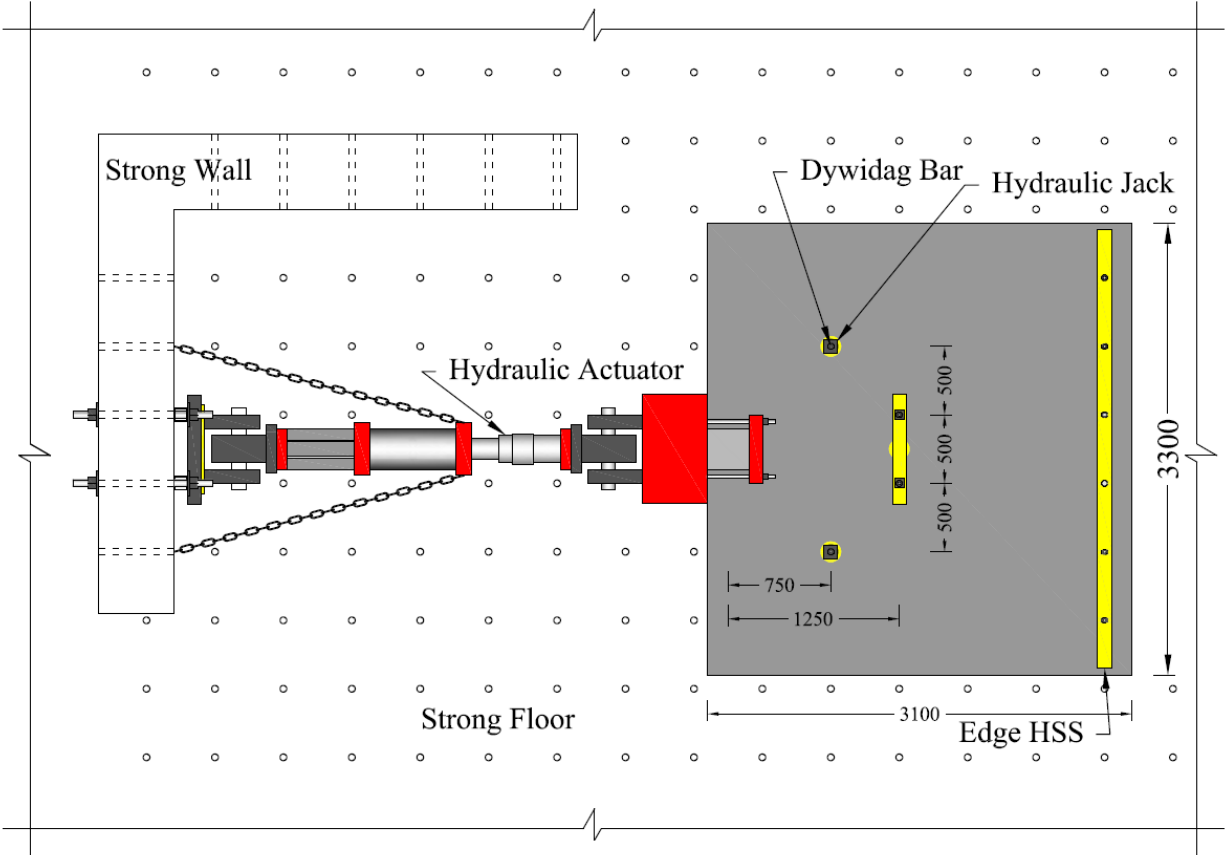 Strong Wall
Dywidag Bar
Hydraulic Jack
Hydraulic Actuator
500
500
500
3300
750
1250
3100
Strong Floor
Edge HSS